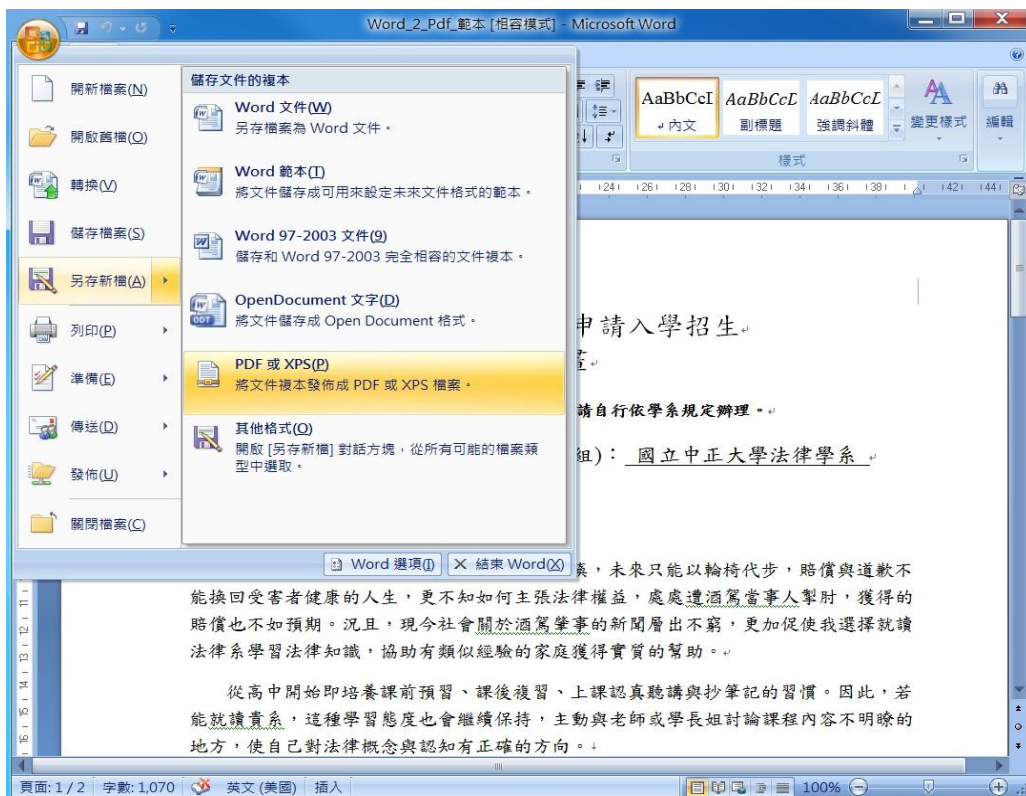 Word_2_Pdf_範本 [相容模式] - Microsoft Word
開新檔案(N)
開啟舊檔(O)
轉換(V)
儲存檔案(S)
另存新檔(A)
列印(P)
準備(E)
傳送(D)
發佈(U)
關閉檔案(C)
儲存文件的複本
Word 文件(W)
另存檔案為 Word 文件。
Word 範本(T)
將文件儲存成可用來設定未來文件格式的範本。
Word 97-2003 文件(9)
儲存和 Word 97-2003 完全相容的文件複本。
OpenDocument 文字(D)
將文件儲存成 Open Document 格式。
PDF 或 XPS(P)
將文件複本發佈成 PDF 或 XPS 檔案。
其他格式(O)
開啟 [另存新檔] 對話方塊,從所有可能的檔案類
型中選取。
Word 選項(I)
結束 Word(X)
AaBbCcI AaBbCcL AaBbCcL
內文 副標題 強調斜體
變更樣式
編輯
樣式
24 26 28 30 32 34 36 38 42 44
申請入學招生
請自行依學系規定辦理。
組):國立中正大學法律學系
,未來只能以輪椅代步,賠償與道歉不
能換回受害者健康的人生,更不知如何主張法律權益,處處遭酒駕當事人掣肘,獲得的
賠償也不如預期。況且,現今社會關於酒駕肇事的新聞層出不窮,更加促使我選擇就讀
法律系學習法律知識,協助有類似經驗的家庭獲得實質的幫助。
從高中開始即培養課前預習、課後複習、上課認真聽講與抄筆記的習慣。因此,若
能就讀貴系,這種學習態度也會繼續保持,主動與老師或學長姐討論課程內容不明瞭的
地方,使自己對法律概念與認知有正確的方向。
11 12 13 14 15 16
頁面: 1 / 2 字數: 1,070 英文 (美國) 插入 100%